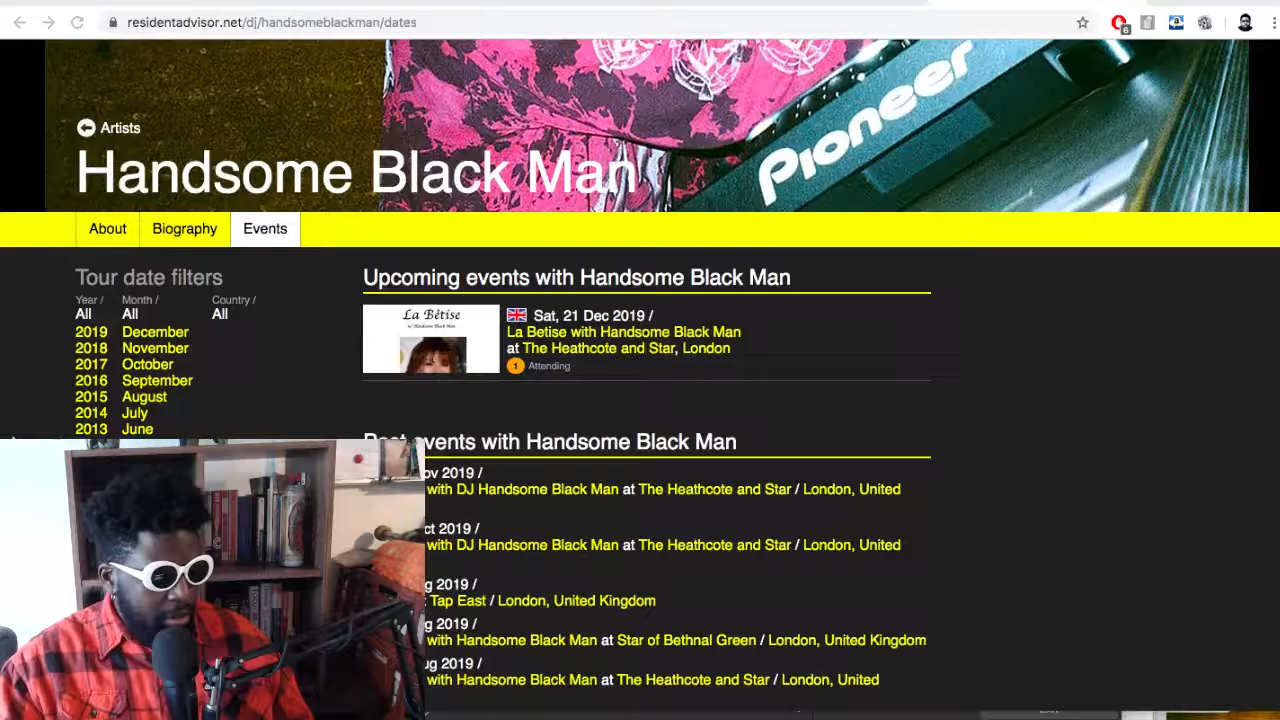 residentadvisor.net/dj/handsomeblackman/dates
6
Pioneer
Artists
Handsome Black Man
About
Biography
Events
Tour date filters
Year / Month / Country /
All All All
2019 December
2018 November
2017 October
2016 September
2015 August
2014 July
2013 June
Upcoming events with Handsome Black Man
La Bêtise
w/ Handsome Black Man
Sat, 21 Dec 2019 /
La Betise with Handsome Black Man
at The Heathcote and Star, London
1 Attending
Past events with Handsome Black Man
ov 2019 /
with DJ Handsome Black Man at The Heathcote and Star / London, United
ct 2019 /
with DJ Handsome Black Man at The Heathcote and Star / London, United
g 2019 /
: Tap East / London, United Kingdom
g 2019 /
with Handsome Black Man at Star of Bethnal Green / London, United Kingdom
ug 2019 /
with Handsome Black Man at The Heathcote and Star / London, United